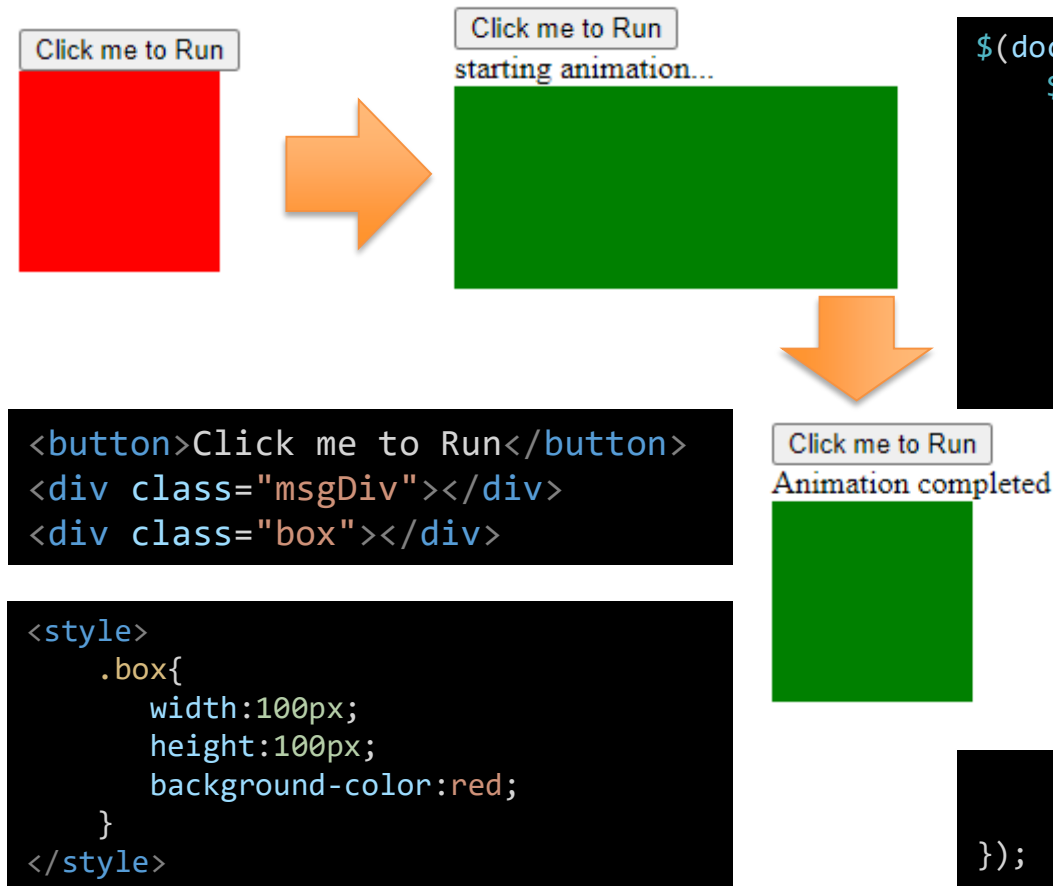 Click me to Run
Click me to Run
starting animation...
$(doc
$
<button>Click me to Run</button>
<div class="msgDiv"></div>
<div class="box"></div>
Click me to Run
Animation completed
<style>
.box{
width:100px;
height:100px;
background-color:red;
}
</style>
});